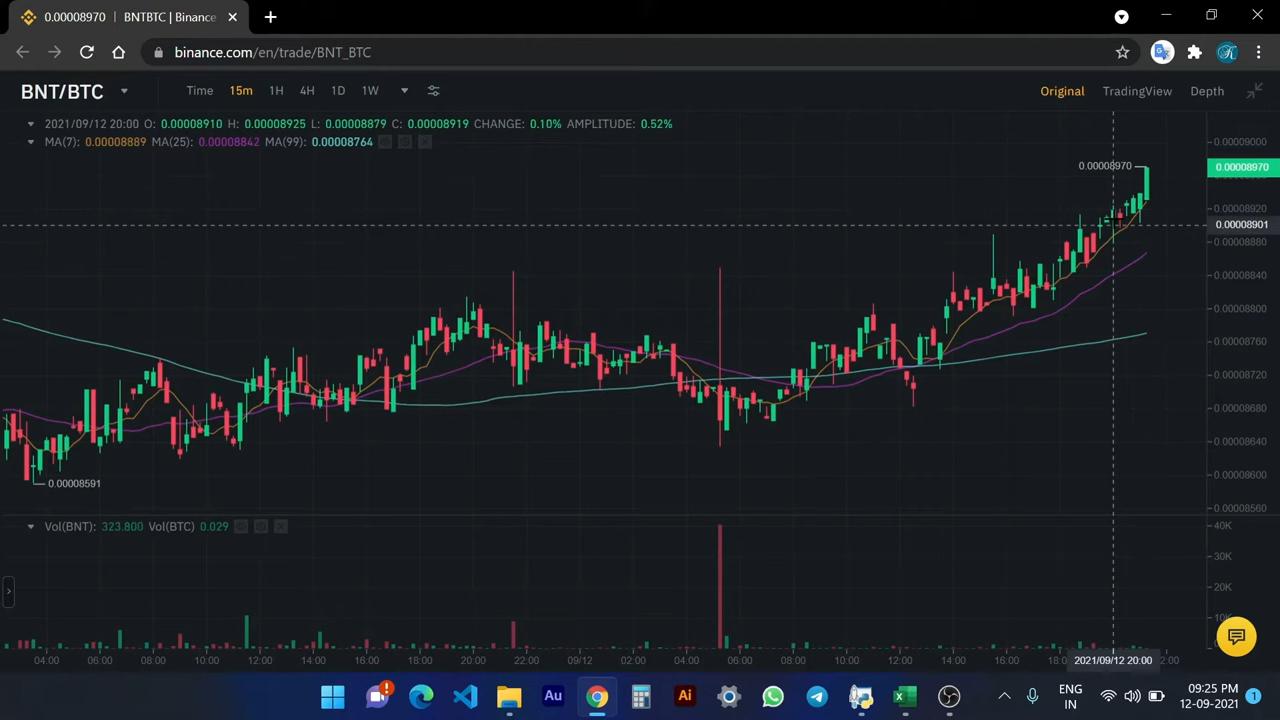 0.00008970 | BNTBTC | Binance
binance.com/en/trade/BNT_BTC
BNT/BTC Time 15m 1H 4H 1D 1W Original TradingView Depth
2021/09/12 20:00 O: 0.00008910 H: 0.00008925 L: 0.00008879 C: 0.00008919 CHANGE: 0.10% AMPLITUDE: 0.52%
MA(7): 0.00008889 MA(25): 0.00008842 MA(99): 0.00008764
0.00009000
0.00008970 0.00008970
0.00008920
0.00008901
0.00008880
0.00008840
0.00008800
0.00008760
0.00008720
0.00008680
0.00008640
0.00008600
0.00008591
0.00008560
Vol(BNT): 323.800 Vol(BTC) 0.029 40K
30K
20K
04:00 06:00 08:00 10:00 12:00 14:00 16:00 18:00 20:00 22:00 09/12 02:00 04:00 06:00 08:00 10:00 12:00 14:00 16:00 2021/09/12 20:00
Au Ai ENG IN 09:25 PM 12-09-2021 1